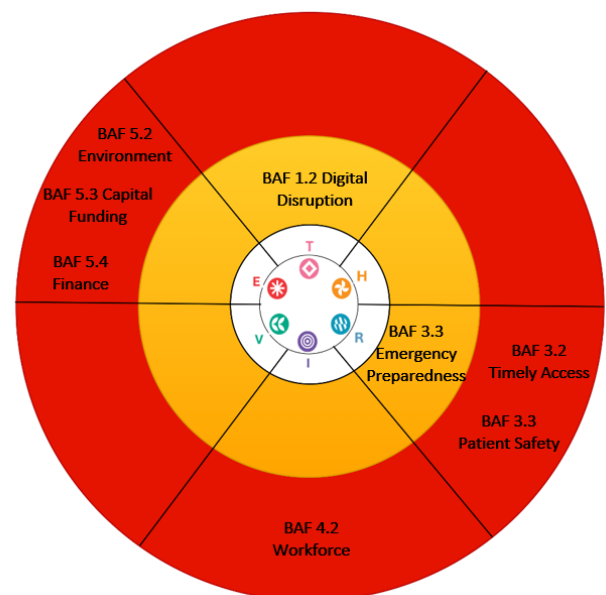 BAF 5.2
Environment
BAF 5.3 Capital
Funding
BAF 5.4
Finance
BAF 1.2 Digital
Disruption
T
H
R
I
V
E
BAF 3.3
Emergency
Preparedness
BAF 3.2
Timely Access
BAF 3.3
Patient Safety
BAF 4.2
Workforce